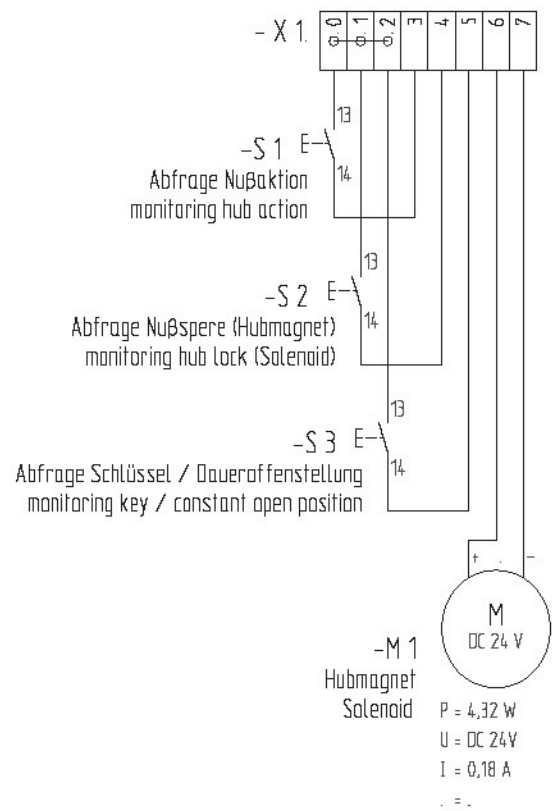 -X 1. .0 .1 .2 3 4 5 6 7
13
-S 1
14
Abfrage Nußaktion
monitoring hub action
13
-S 2
14
Abfrage Nußspere (Hubmagnet)
monitoring hub lock (Solenoid)
13
-S 3
14
Abfrage Schlüssel / Daueroffenstellung
monitoring key / constant open position
+ . -
M
DC 24 V
-M 1
Hubmagnet
Solenoid
P = 4,32 W
U = DC 24V
I = 0,18 A
. = .